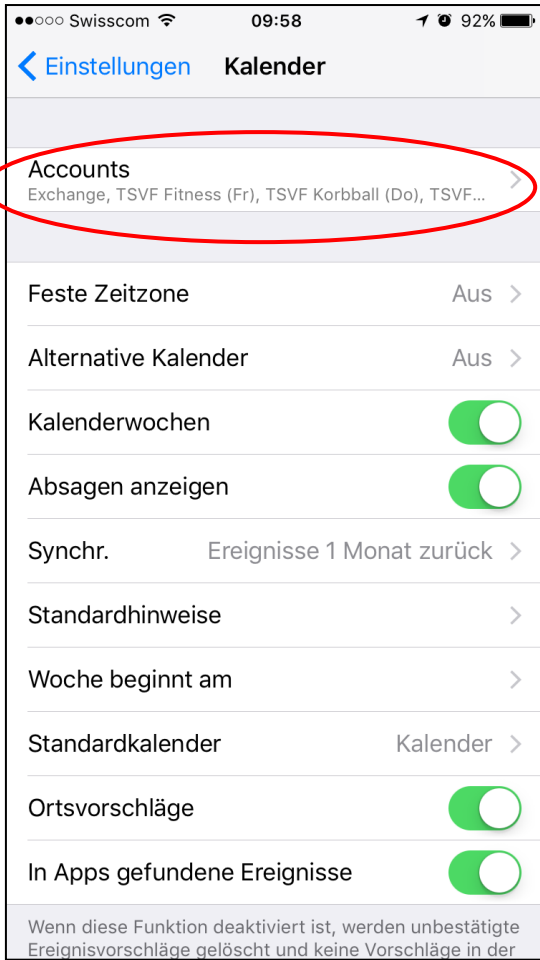 Swisscom 09:58 92%
Einstellungen Kalender
Accounts
Exchange, TSVF Fitness (Fr), TSVF Korbball (Do), TSVF...
Feste Zeitzone Aus
Alternative Kalender Aus
Kalenderwochen
Absagen anzeigen
Synchr. Ereignisse 1 Monat zurück
Standardhinweise
Woche beginnt am
Standardkalender Kalender
Ortsvorschläge
In Apps gefundene Ereignisse
Wenn diese Funktion deaktiviert ist, werden unbestätigte
Ereignisvorschläge gelöscht und keine Vorschläge in der